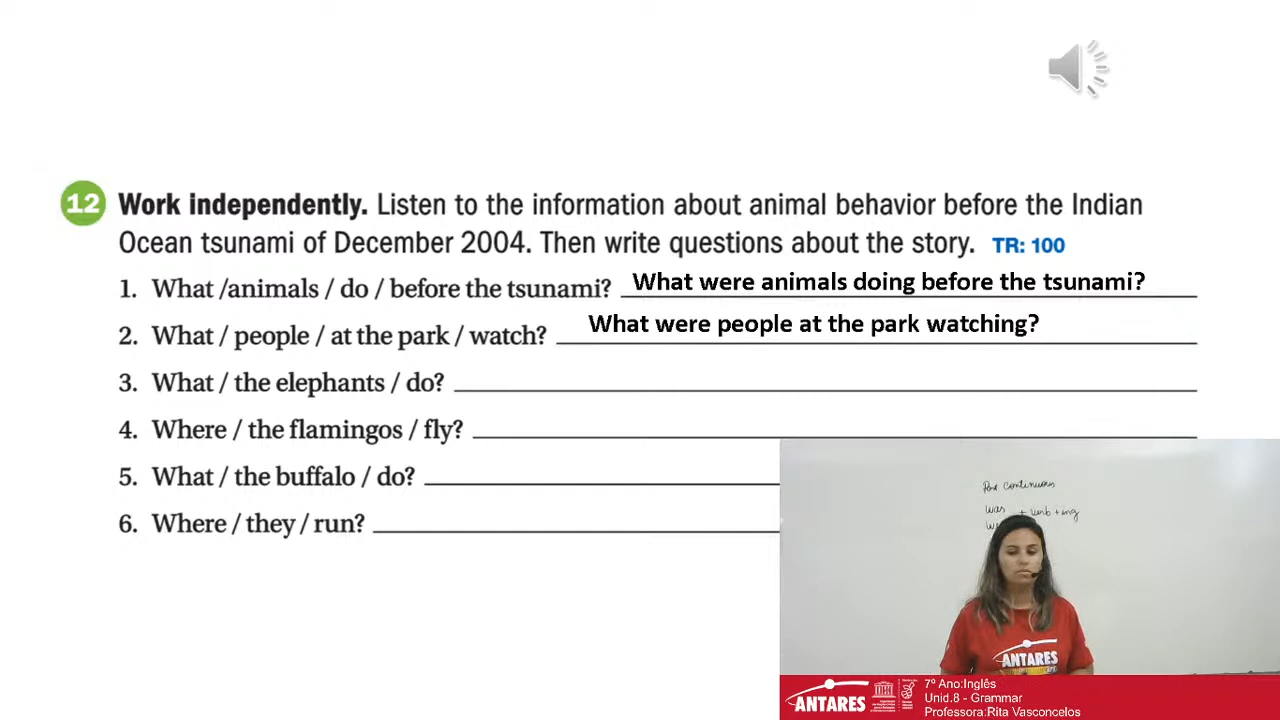 12 Work independently. Listen to the information about animal behavior before the Indian
Ocean tsunami of December 2004. Then write questions about the story. TR: 100
1. What /animals / do / before the tsunami? What were animals doing before the tsunami?
2. What / people / at the park / watch? What were people at the park watching?
3. What / the elephants / do?
4. Where / the flamingos / fly?
5. What / the buffalo / do?
6. Where / they / run?
Continuous
was + verb + ing
ANTARES
ANTARES
7º Ano:Inglês
Unid.8 - Grammar
Professora:Rita Vasconcelos